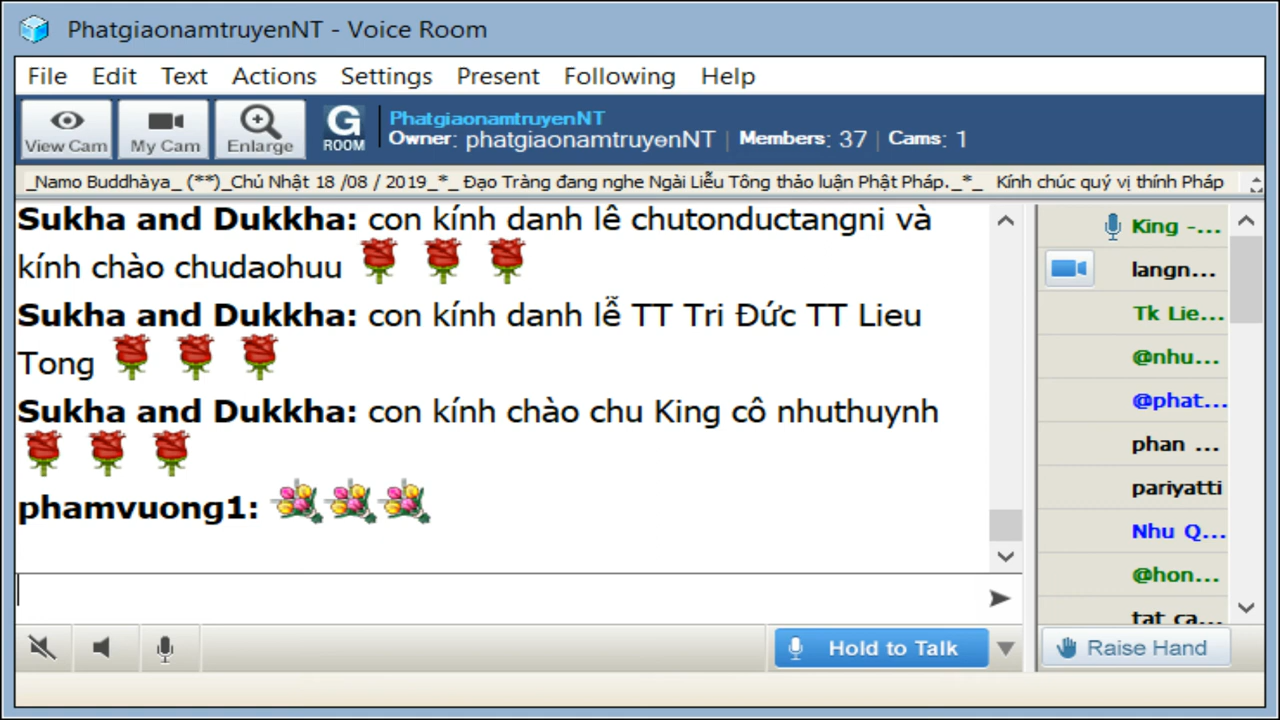 PhatgiaonamtruyenNT - Voice Room
File Edit Text Actions Settings Present Following Help
View Cam
My Cam
Enlarge
G
ROOM
PhatgiaonamtruyenNT
Owner: phatgiaonamtruyenNT | Members: 37 | Cams: 1
_Namo Buddhàya_ (**)_Chủ Nhật 18 /08 / 2019_*_ Đạo Tràng đang nghe Ngài Liễu Tông thảo luận Phật Pháp._*_ Kính chúc quý vị thính Pháp
Sukha and Dukkha: con kính danh lê chutonductangni và
kính chào chudaohuu
Sukha and Dukkha: con kính danh lễ TT Tri Đức TT Lieu
Tong
Sukha and Dukkha: con kính chào chu King cô nhuthuynh
phamvuong1:
King -...
langn...
Tk Lie...
@nhu...
@phat...
phan ...
pariyatti
Nhu Q...
@hon...
tat ca...
Hold to Talk
Raise Hand